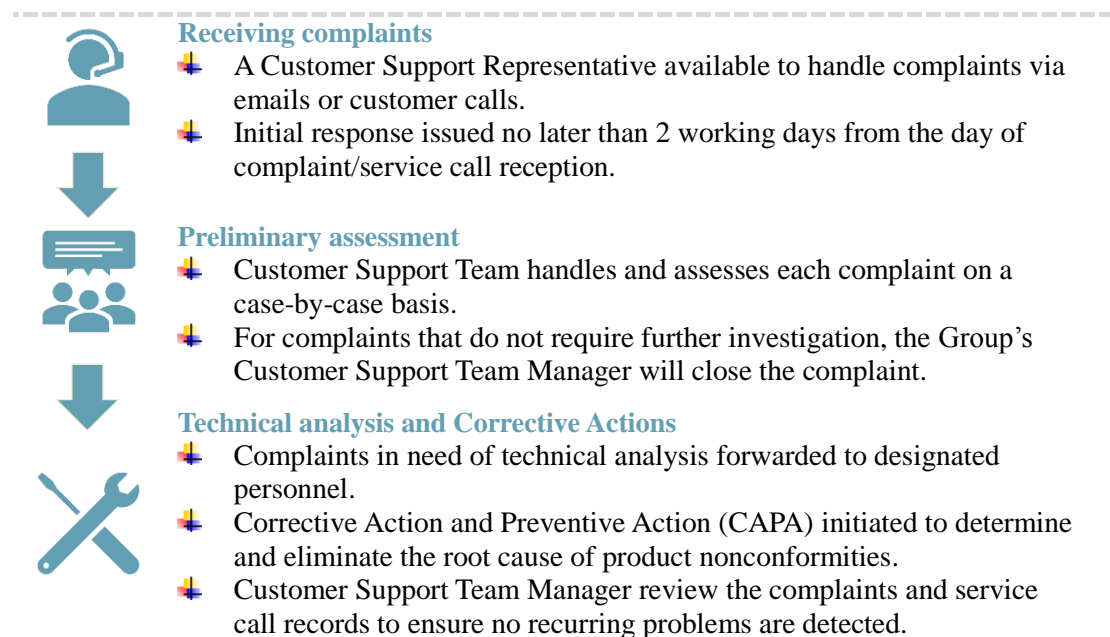 Receiving complaints
A Customer Support Representative available to handle complaints via
emails or customer calls.
Initial response issued no later than 2 working days from the day of
complaint/service call reception.
Preliminary assessment
Customer Support Team handles and assesses each complaint on a
case-by-case basis.
For complaints that do not require further investigation, the Group’s
Customer Support Team Manager will close the complaint.
Technical analysis and Corrective Actions
Complaints in need of technical analysis forwarded to designated
personnel.
Corrective Action and Preventive Action (CAPA) initiated to determine
and eliminate the root cause of product nonconformities.
Customer Support Team Manager review the complaints and service
call records to ensure no recurring problems are detected.